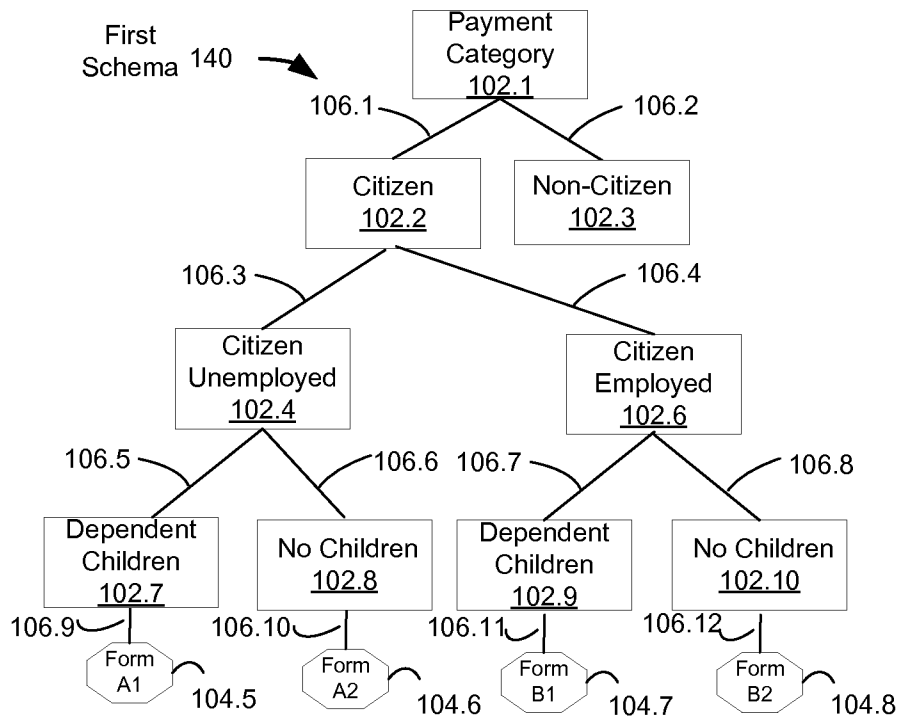 First
Schema 140
Payment
Category
102.1
106.1
106.2
Citizen
102.2
Non-Citizen
102.3
106.3
106.4
Citizen
Unemployed
102.4
Citizen
Employed
102.6
106.5
106.6
106.7
106.8
Dependent
Children
102.7
No Children
102.8
Dependent
Children
102.9
No Children
102.10
106.9
106.10
106.11
106.12
Form
A1
104.5
Form
A2
104.6
Form
B1
104.7
Form
B2
104.8